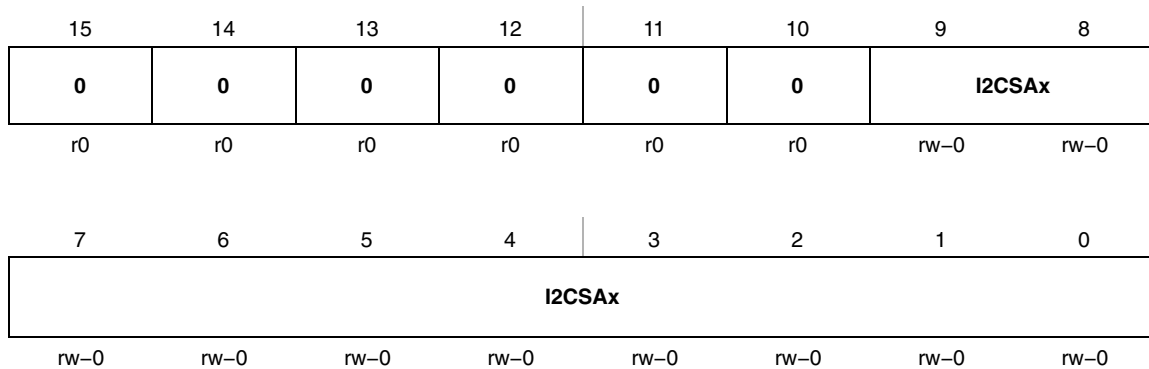 15 14 13 12 11 10 9 8
0 0 0 0 0 0 I2CSAx
r0 r0 r0 r0 r0 r0 rw−0 rw−0
7 6 5 4 3 2 1 0
I2CSAx
rw−0 rw−0 rw−0 rw−0 rw−0 rw−0 rw−0 rw−0